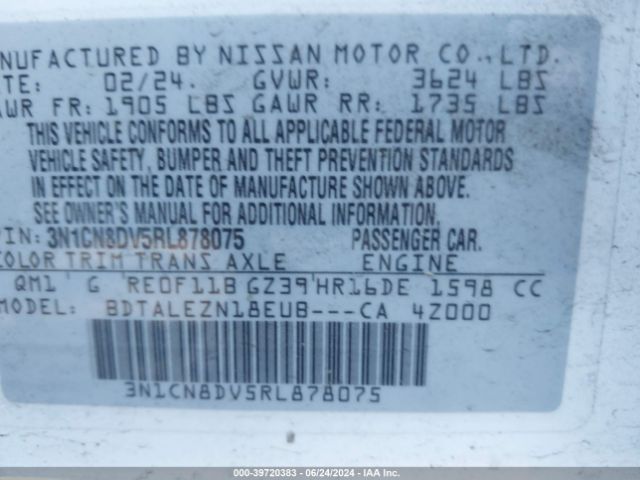 NUFACTURED BY NISSAN MOTOR CO., LTD.
TE: 02/24. GVWR: 3624 LBS
AWR FR: 1905 LBS GAWR RR: 1735 LBS
THIS VEHICLE CONFORMS TO ALL APPLICABLE FEDERAL MOTOR
VEHICLE SAFETY, BUMPER AND THEFT PREVENTION STANDARDS
IN EFFECT ON THE DATE OF MANUFACTURE SHOWN ABOVE.
SEE OWNER'S MANUAL FOR ADDITIONAL INFORMATION.
IN: 3N1CN8DV5RL878075 PASSENGER CAR.
COLOR TRIM TRANS AXLE ENGINE
QM1 G RE0F11B GZ39 HR16DE 1598 CC
ODEL: BDTALEZN18EUB---CA 4Z000
3N1CN8DV5RL878075
000-39720383 - 06/24/2024 - IAA Inc.